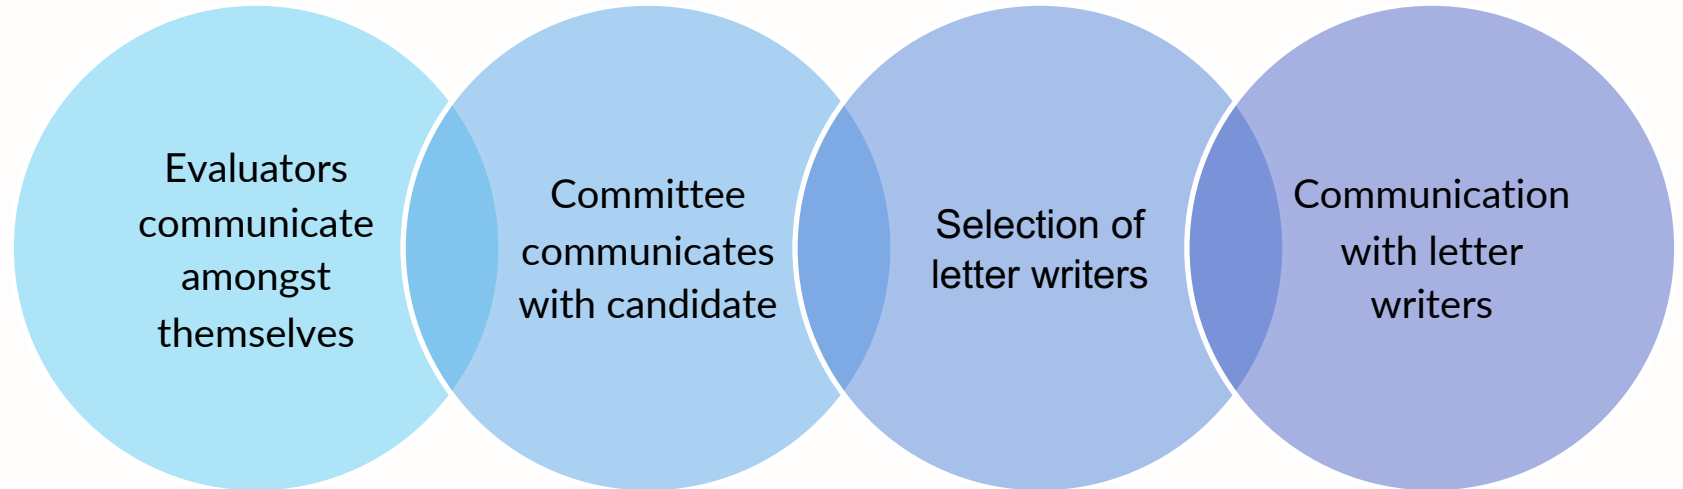 Evaluators
communicate
amongst
themselves
Committee
communicates
with candidate
Selection of
letter writers
Communication
with letter
writers